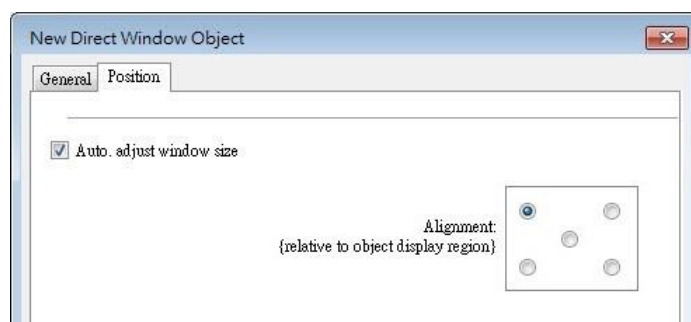 New Direct Window Object
General Position
Auto. adjust window size
Alignment:
{relative to object display region}